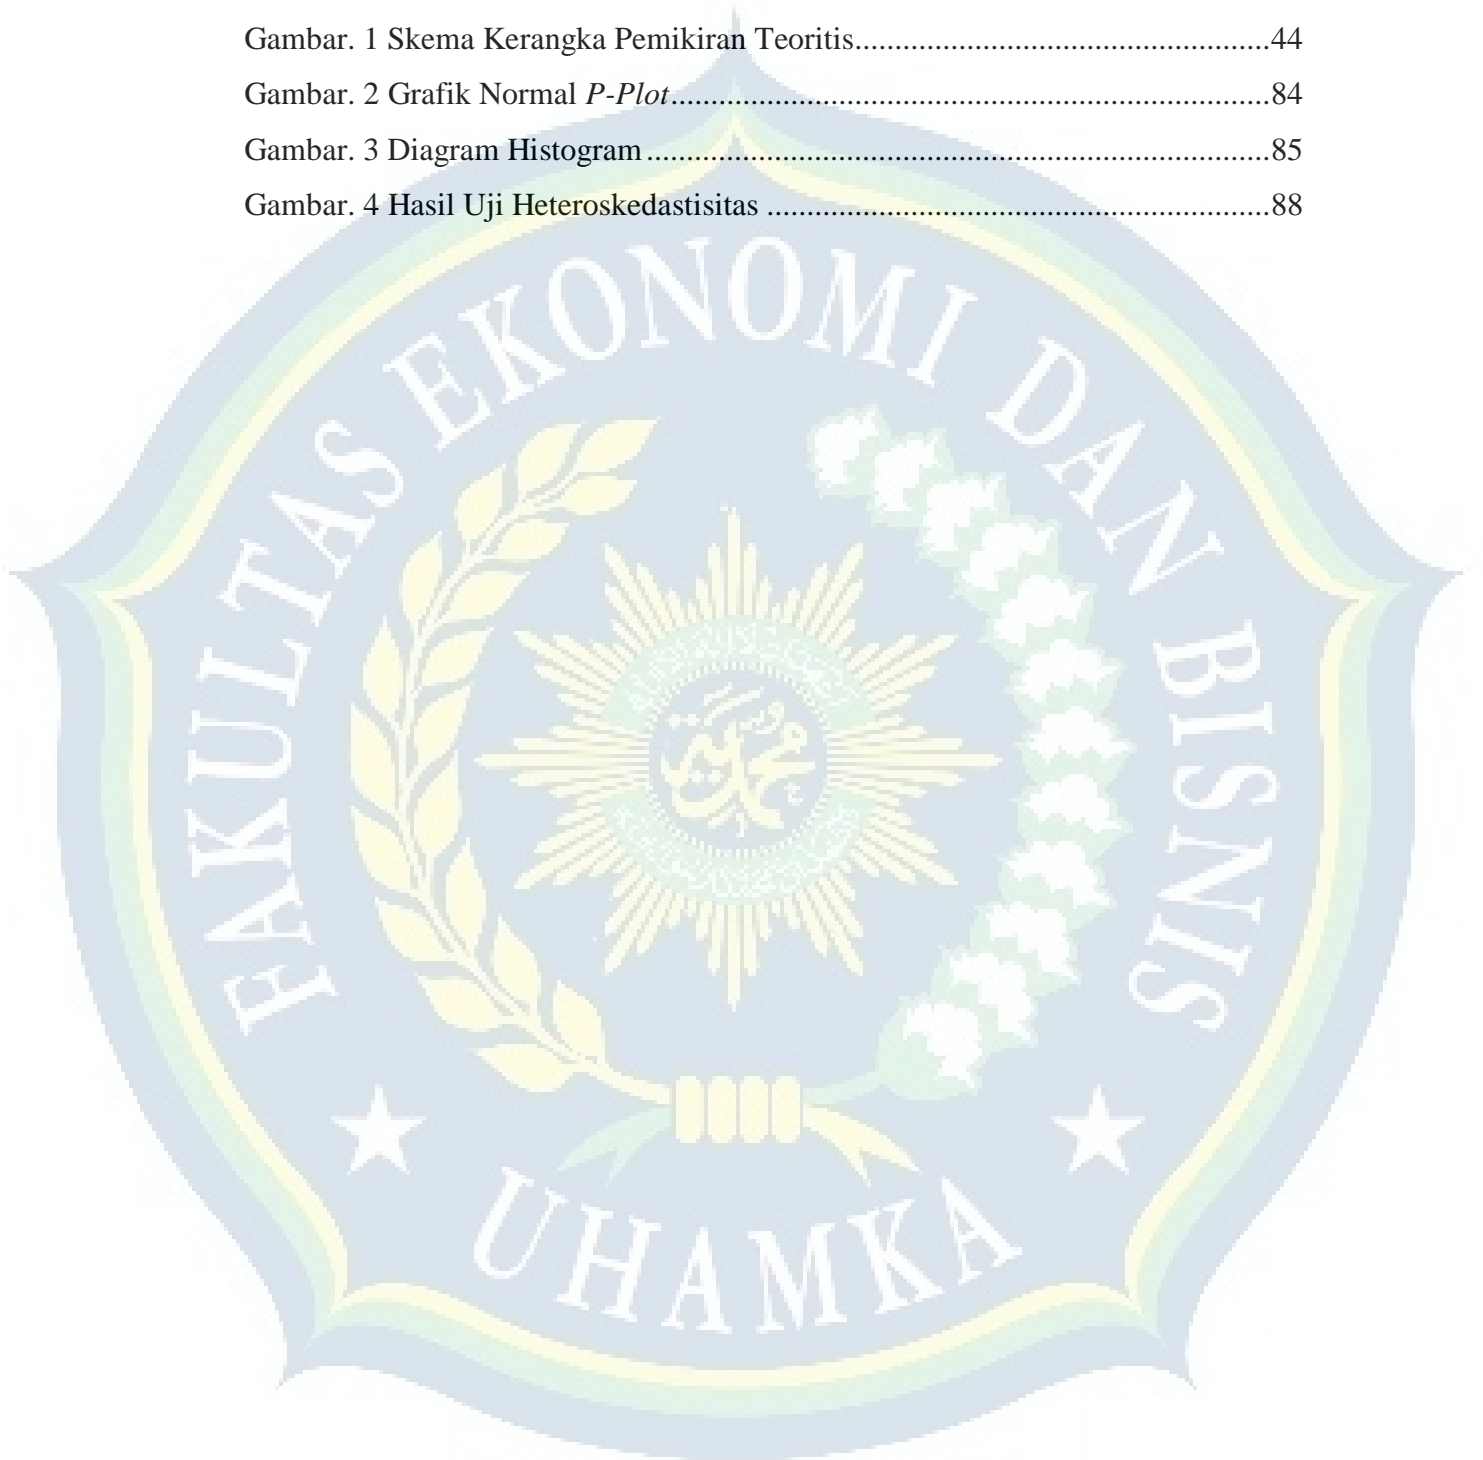 Gambar. 1 Skema Kerangka Pemikiran Teoritis..................................................44
Gambar. 2 Grafik Normal P-Plot.........................................................................84
Gambar. 3 Diagram Histogram...........................................................................85
Gambar. 4 Hasil Uji Heteroskedastisitas .............................................................88
FAKULTAS EKONOMI DAN BISNIS
محمدية
UHAMKA